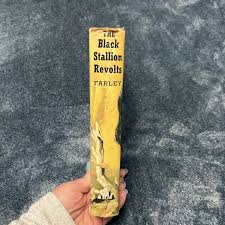 THE
Black
Stallion
Revolts
FARLEY